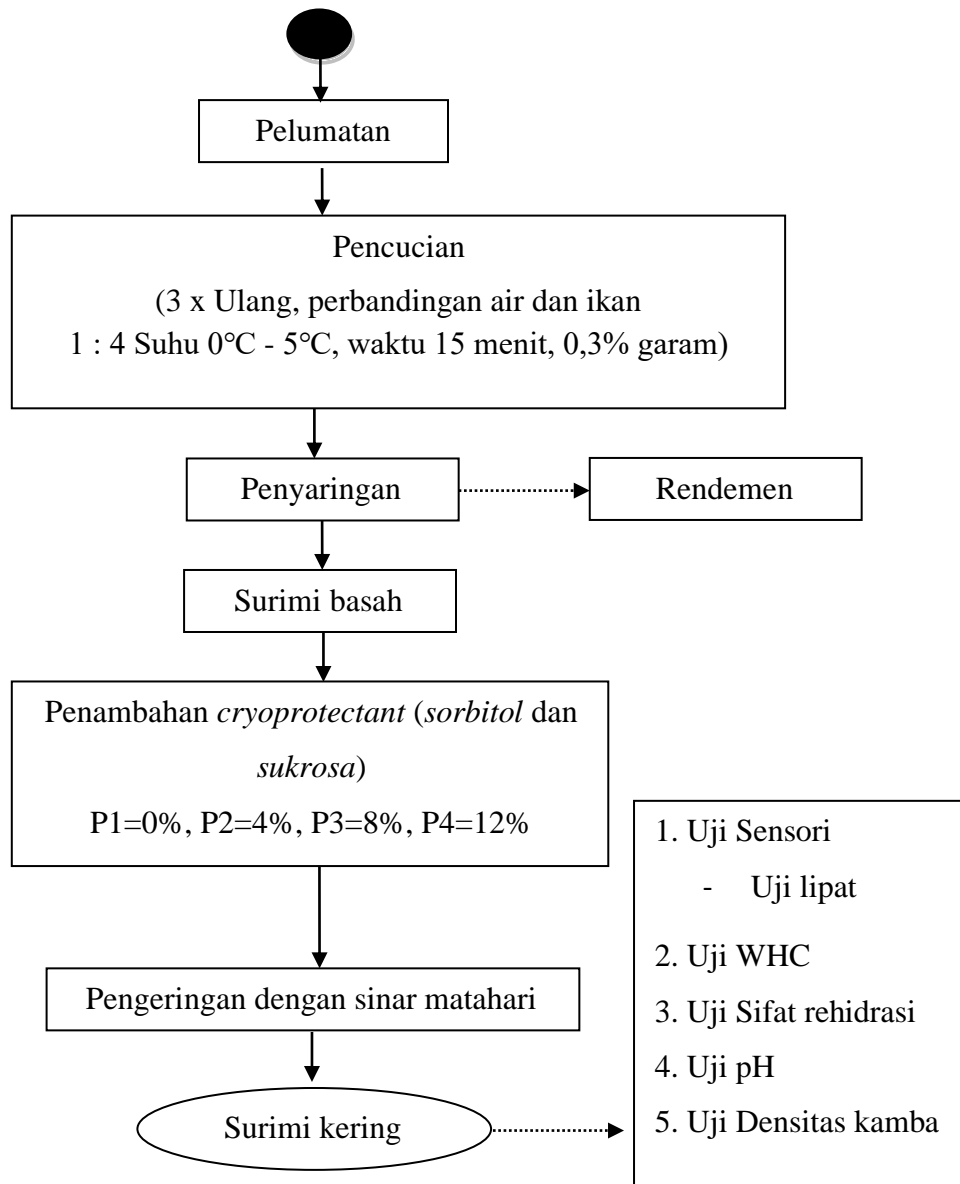 Pelumatan
Pencucian
(3 x Ulang, perbandingan air dan ikan
1 : 4 Suhu 0°C - 5°C, waktu 15 menit, 0,3% garam)
Penyaringan
Rendemen
Surimi basah
Penambahan cryoprotectant (sorbitol dan
sukrosa)
P1=0%, P2=4%, P3=8%, P4=12%
Pengeringan dengan sinar matahari
Surimi kering
1. Uji Sensori
- Uji lipat
2. Uji WHC
3. Uji Sifat rehidrasi
4. Uji pH
5. Uji Densitas kamba